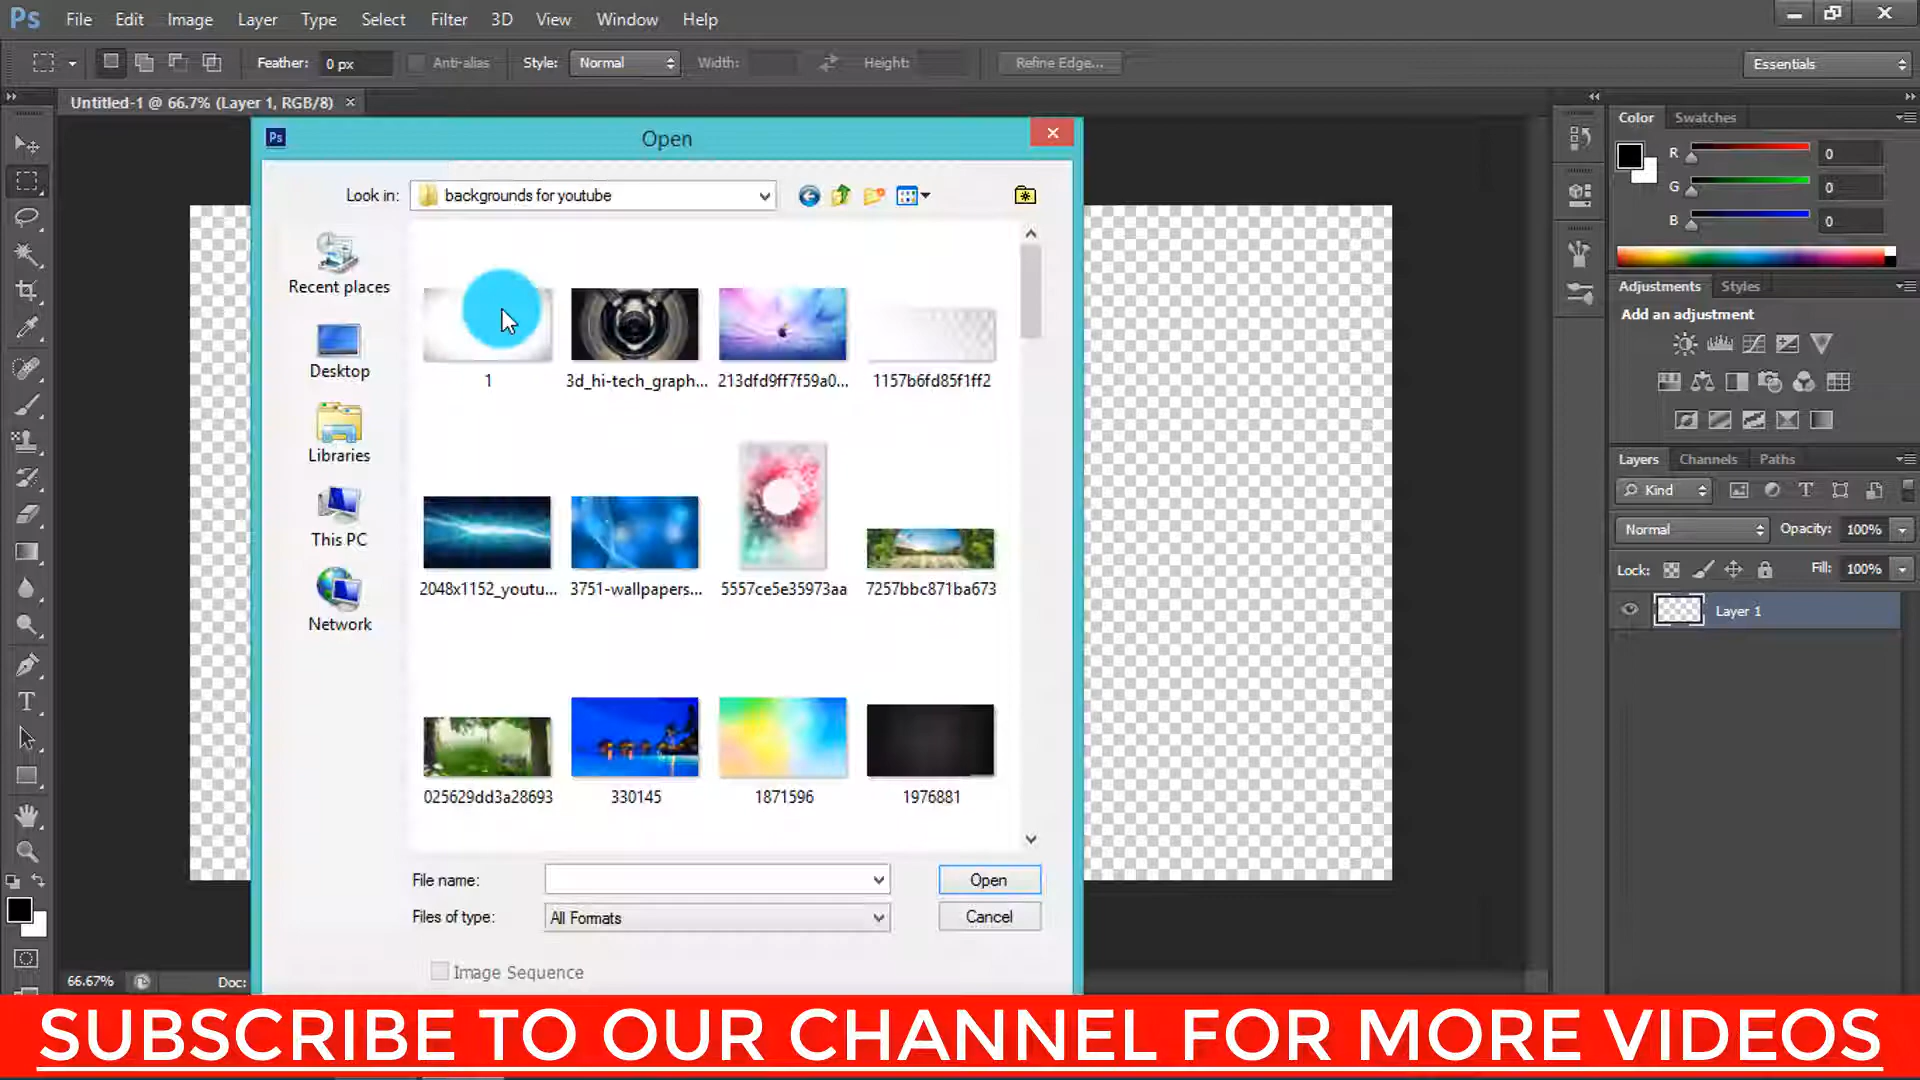 Ps File Edit Image Layer Type Select Filter 3D View Window Help
Feather: 0 px Anti-alias Style: Normal Width: Height: Refine Edge... Essentials
Untitled-1 @ 66.7% (Layer 1, RGB/8) ×
Ps Open
Look in: backgrounds for youtube
Recent places
Desktop
Libraries
This PC
Network
1 3d_hi-tech_graph... 213dfd9ff7f59a0... 1157b6fd85f1ff2
2048x1152_youtu... 3751-wallpapers... 5557ce5e35973aa 7257bbc871ba673
025629dd3a28693 330145 1871596 1976881
File name: Open
Files of type: All Formats Cancel
Image Sequence
Color Swatches
R 0
G 0
B 0
Adjustments Styles
Add an adjustment
Layers Channels Paths
Kind
Normal Opacity: 100%
Lock: Fill: 100%
Layer 1
66.67% Doc:
SUBSCRIBE TO OUR CHANNEL FOR MORE VIDEOS